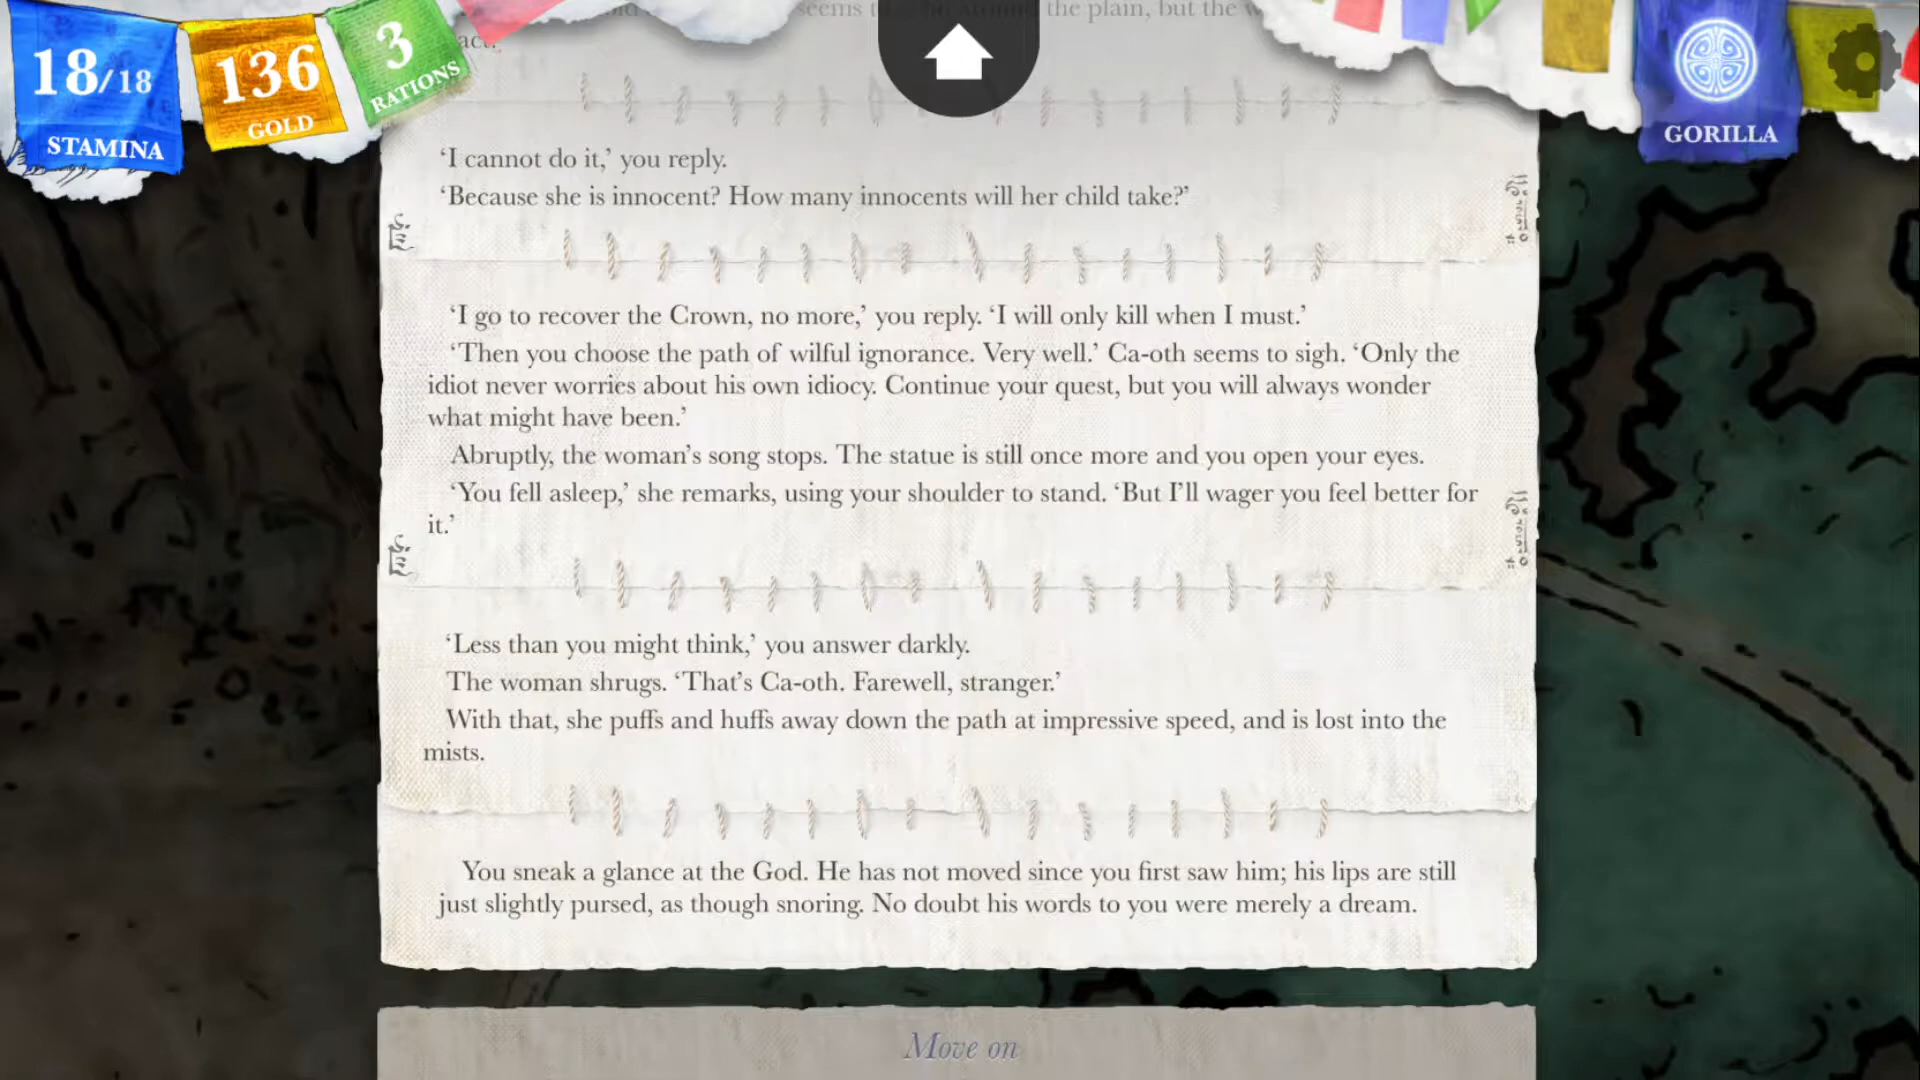 seems t
the plain, but the w
act.
18/18
STAMINA
136
GOLD
3
RATIONS
GORILLA
‘I cannot do it,’ you reply.
‘Because she is innocent? How many innocents will her child take?’
‘I go to recover the Crown, no more,’ you reply. ‘I will only kill when I must.’
‘Then you choose the path of wilful ignorance. Very well.’ Ca-oth seems to sigh. ‘Only the
idiot never worries about his own idiocy. Continue your quest, but you will always wonder
what might have been.’
Abruptly, the woman’s song stops. The statue is still once more and you open your eyes.
‘You fell asleep,’ she remarks, using your shoulder to stand. ‘But I’ll wager you feel better for
it.’
‘Less than you might think,’ you answer darkly.
The woman shrugs. ‘That’s Ca-oth. Farewell, stranger.’
With that, she puffs and huffs away down the path at impressive speed, and is lost into the
mists.
You sneak a glance at the God. He has not moved since you first saw him; his lips are still
just slightly pursed, as though snoring. No doubt his words to you were merely a dream.
Move on